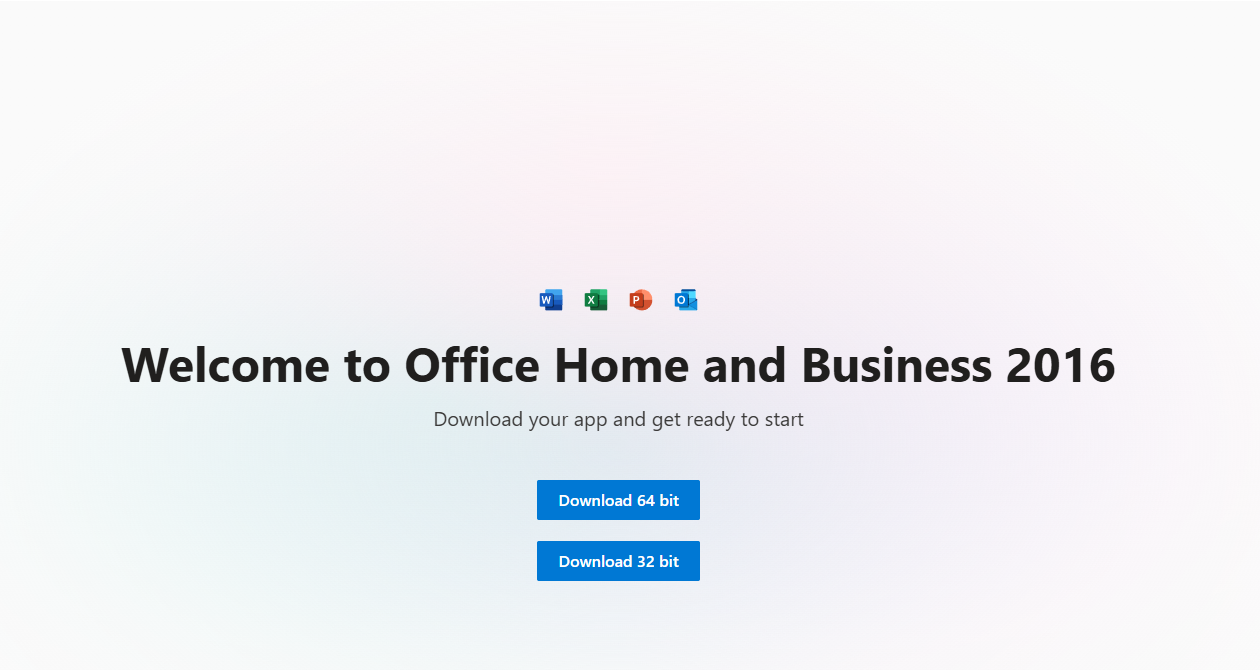 W X P O
Welcome to Office Home and Business 2016
Download your app and get ready to start
Download 64 bit
Download 32 bit